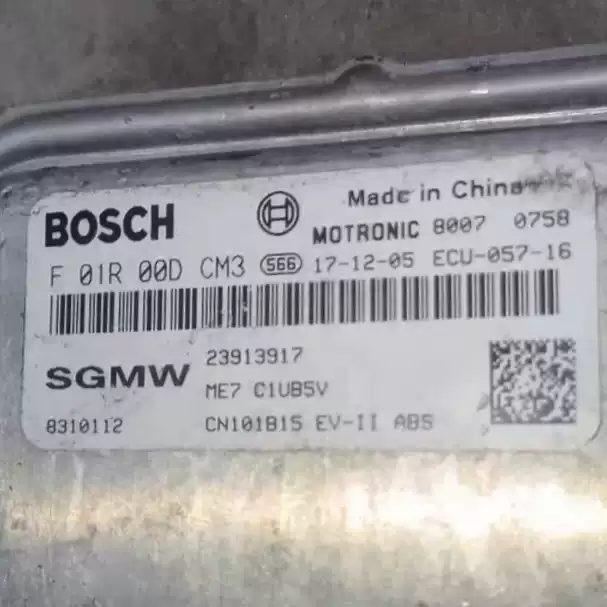 Made in China
BOSCH
MOTRONIC 8007 0758
F 01R 00D CM3 566 17-12-05 ECU-057-16
SGMW
23913917
ME7 C1UB5V
8310112
CN101B15 EV-II ABS